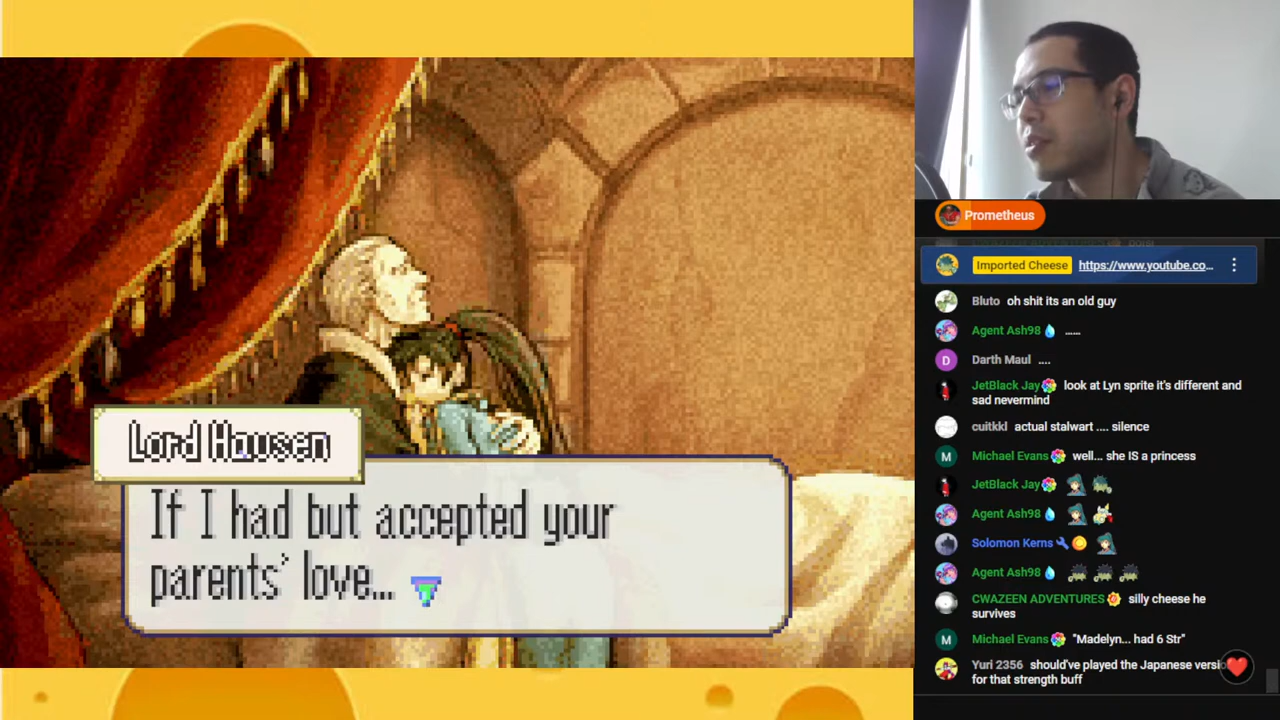 Lord Hausen
If I had but accepted your
parents' love...
Prometheus
Imported Cheese https://www.youtube.co...
Bluto oh shit its an old guy
Agent Ash98 ......
Darth Maul ....
JetBlack Jay look at Lyn sprite it's different and
sad nevermind
cuitkkl actual stalwart .... silence
Michael Evans well... she IS a princess
JetBlack Jay
Agent Ash98
Solomon Kerns
Agent Ash98
CWAZEEN ADVENTURES silly cheese he
survives
Michael Evans "Madelyn... had 6 Str"
Yuri 2356 should've played the Japanese versi
for that strength buff